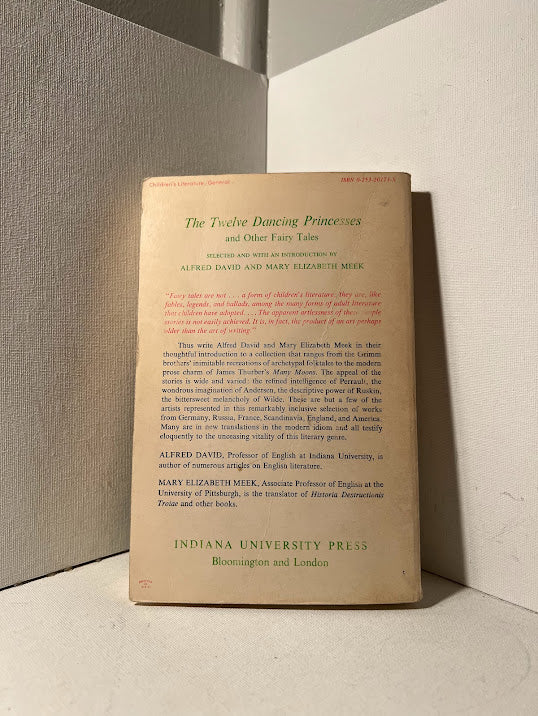 Children's Literature/General
ISBN 0-253-20173-X
The Twelve Dancing Princesses
and Other Fairy Tales
SELECTED AND WITH AN INTRODUCTION BY
ALFRED DAVID AND MARY ELIZABETH MEEK
"Fairy tales are not . . . a form of children's literature; they are, like
fables, legends, and ballads, among the many forms of adult literature
that children have adopted. . . . The apparent artlessness of these simple
stories is not easily achieved. It is, in fact, the product of an art perhaps
older than the art of writing."
Thus write Alfred David and Mary Elizabeth Meek in their
thoughtful introduction to a collection that ranges from the Grimm
brothers' inimitable recreations of archetypal folktales to the modern
prose charm of James Thurber's Many Moons. The appeal of the
stories is wide and varied: the refined intelligence of Perrault, the
wondrous imagination of Andersen, the descriptive power of Ruskin,
the bittersweet melancholy of Wilde. These are but a few of the
artists represented in this remarkably inclusive selection of works
from Germany, Russia, France, Scandinavia, England, and America.
Many are in new translations in the modern idiom and all testify
eloquently to the unceasing vitality of this literary genre.
ALFRED DAVID, Professor of English at Indiana University, is
author of numerous articles on English literature.
MARY ELIZABETH MEEK, Associate Professor of English at the
University of Pittsburgh, is the translator of Historia Destructionis
Troiae and other books.
INDIANA UNIVERSITY PRESS
Bloomington and London